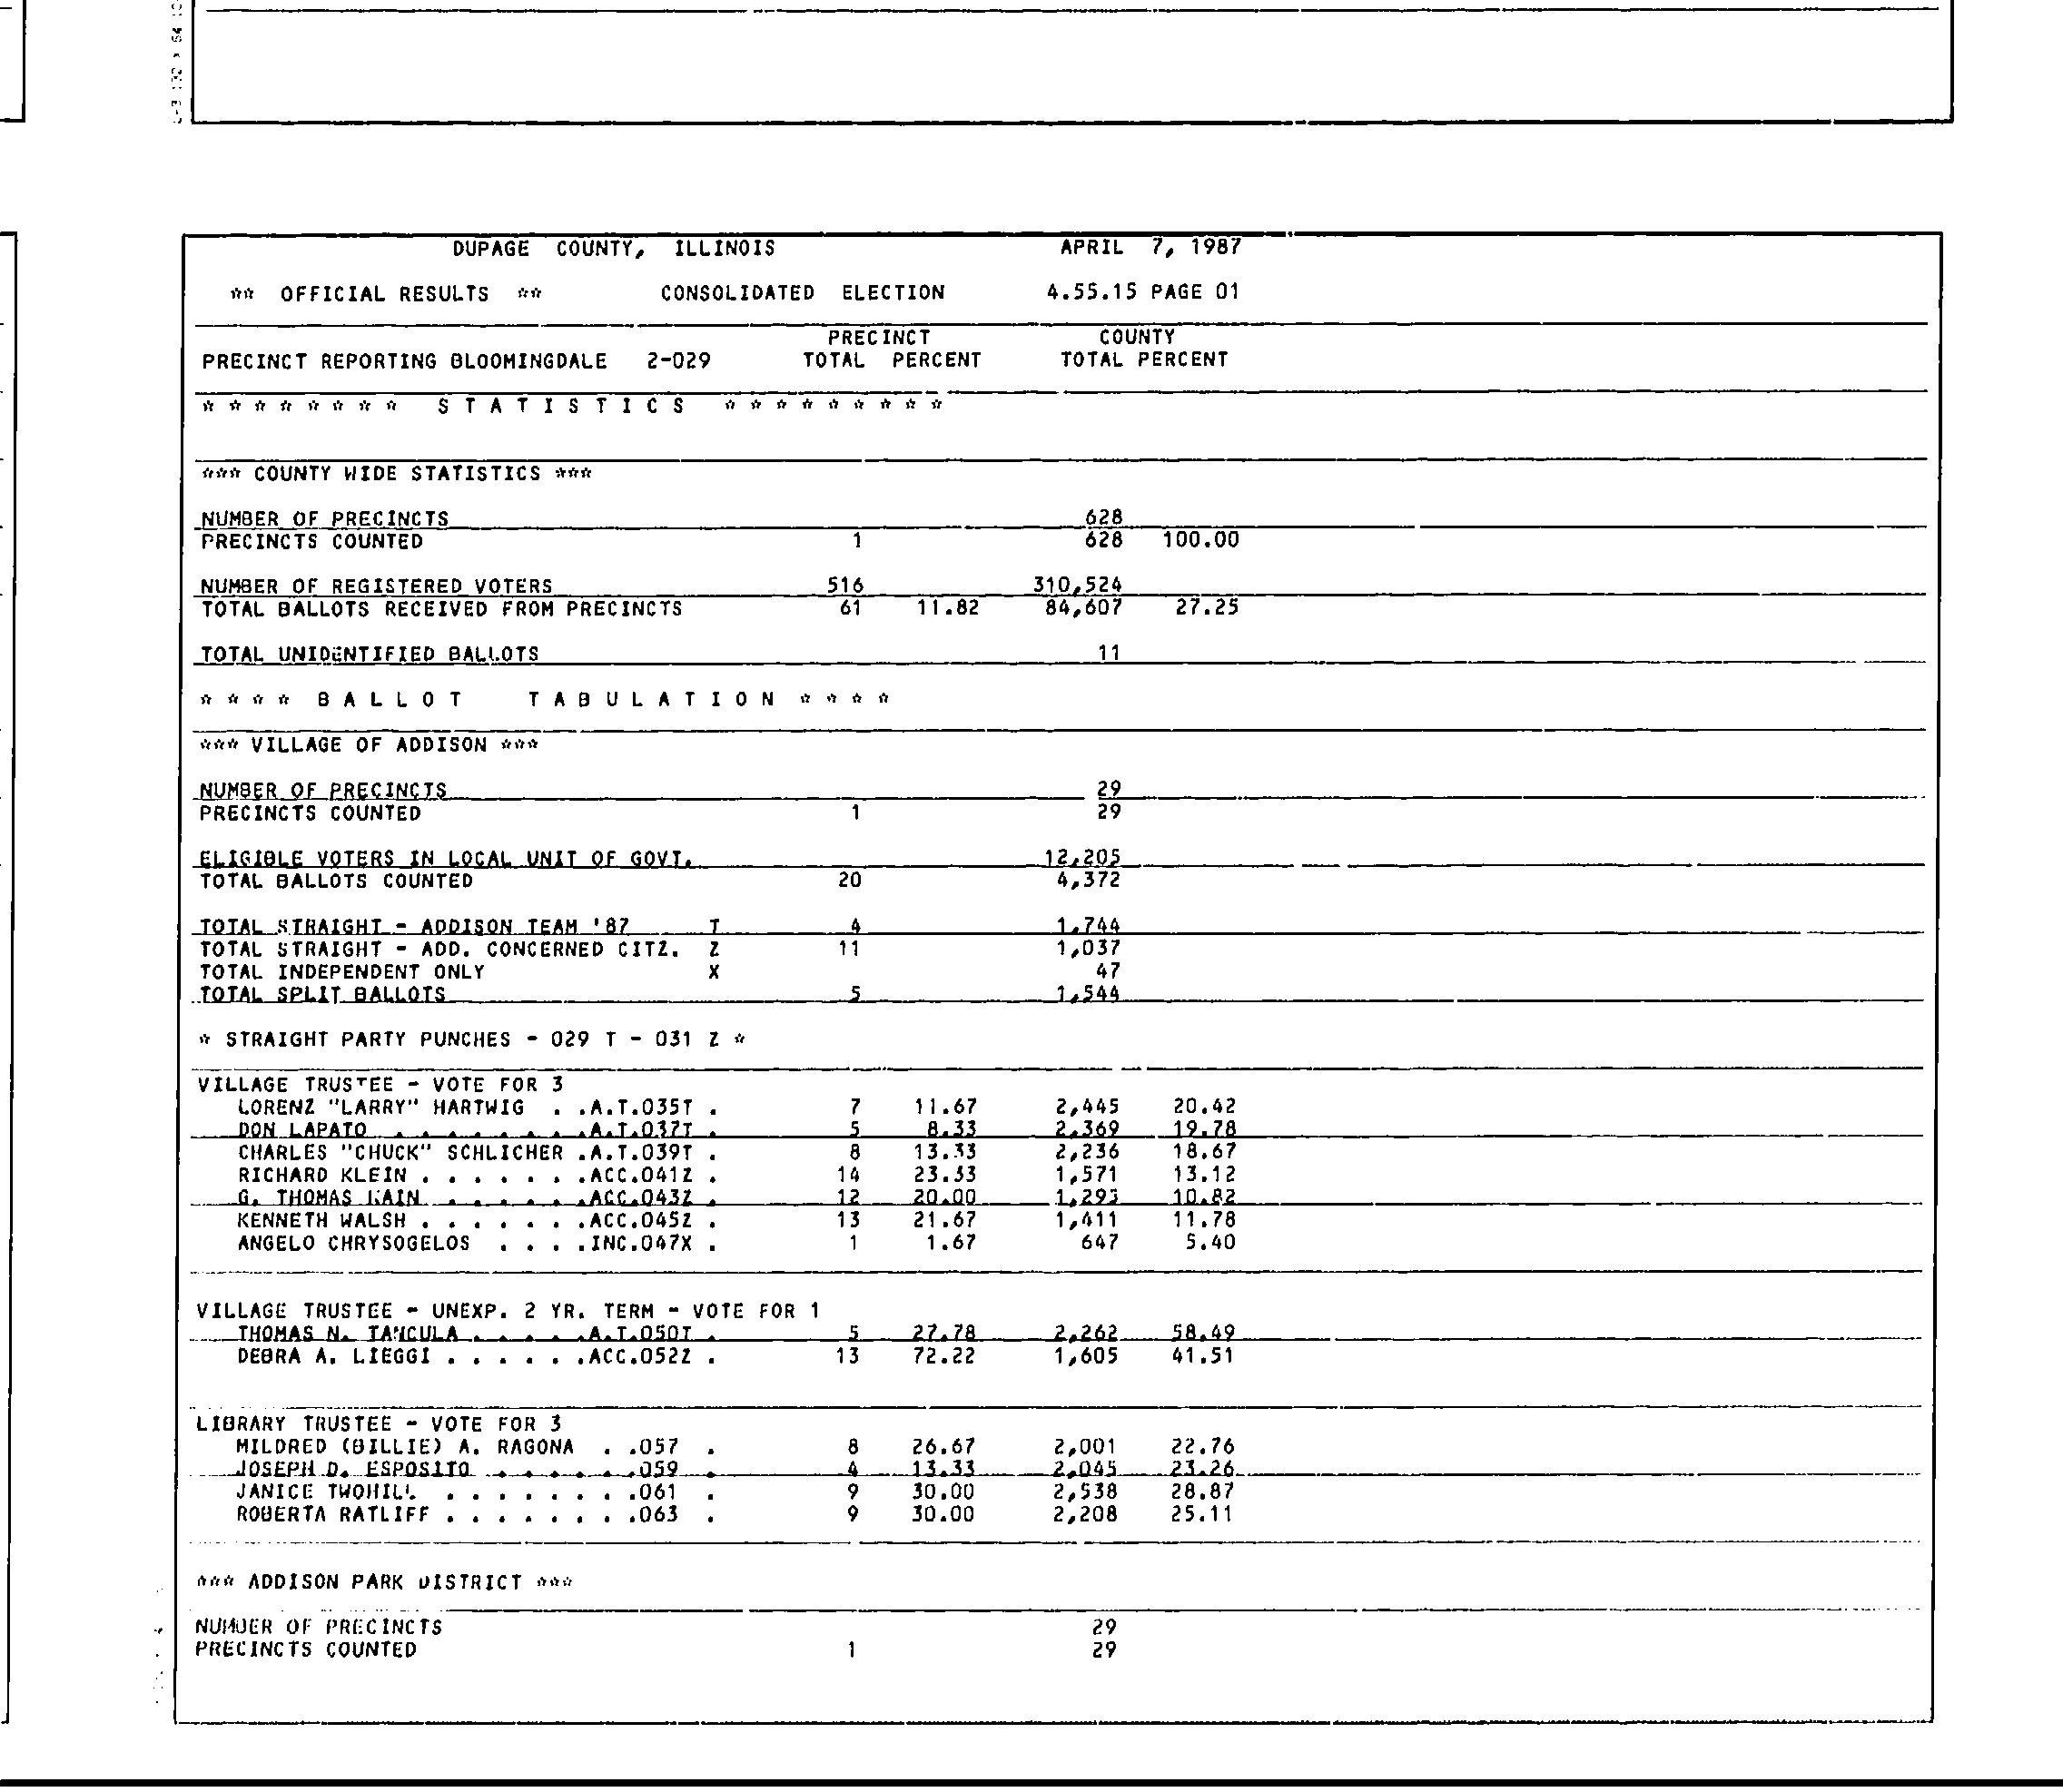 DUPAGE COUNTY, ILLINOIS APRIL 7, 1987
** OFFICIAL RESULTS ** CONSOLIDATED ELECTION 4.55.15 PAGE 01
PRECINCT COUNTY
PRECINCT REPORTING BLOOMINGDALE 2-029 TOTAL PERCENT TOTAL PERCENT
* * * * * * * * S T A T I S T I C S * * * * * * * * *
*** COUNTY WIDE STATISTICS ***
NUMBER OF PRECINCTS 628
PRECINCTS COUNTED 1 628 100.00
NUMBER OF REGISTERED VOTERS 516 310,524
TOTAL BALLOTS RECEIVED FROM PRECINCTS 61 11.82 84,607 27.25
TOTAL UNIDENTIFIED BALLOTS 11
* * * * B A L L O T T A B U L A T I O N * * * *
*** VILLAGE OF ADDISON ***
NUMBER OF PRECINCTS 29
PRECINCTS COUNTED 1 29
ELIGIBLE VOTERS IN LOCAL UNIT OF GOVT. 12,205
TOTAL BALLOTS COUNTED 20 4,372
TOTAL STRAIGHT - ADDISON TEAM '87 T 4 1,744
TOTAL STRAIGHT - ADD. CONCERNED CITZ. Z 11 1,037
TOTAL INDEPENDENT ONLY X 47
TOTAL SPLIT BALLOTS 5 1,544
* STRAIGHT PARTY PUNCHES - 029 T - 031 Z *
VILLAGE TRUSTEE - VOTE FOR 3
LORENZ "LARRY" HARTWIG . .A.T.035T . 7 11.67 2,445 20.42
DON LAPATO . . . . . . . .A.T.037T . 5 8.33 2,369 19.78
CHARLES "CHUCK" SCHLICHER .A.T.039T . 8 13.33 2,236 18.67
RICHARD KLEIN . . . . . . .ACC.041Z . 14 23.33 1,571 13.12
G. THOMAS KAIN . . . . . .ACC.043Z . 12 20.00 1,293 10.82
KENNETH WALSH . . . . . . .ACC.045Z . 13 21.67 1,411 11.78
ANGELO CHRYSOGELOS . . . .INC.047X . 1 1.67 647 5.40
VILLAGE TRUSTEE - UNEXP. 2 YR. TERM - VOTE FOR 1
THOMAS N. TANCULA . . . . .A.T.050T . 5 27.78 2,262 58.49
DEBRA A. LIEGGI . . . . . .ACC.052Z . 13 72.22 1,605 41.51
LIBRARY TRUSTEE - VOTE FOR 3
MILDRED (BILLIE) A. RAGONA . .057 . 8 26.67 2,001 22.76
JOSEPH D. ESPOSITO . . . . . .059 . 4 13.33 2,045 23.26
JANICE TWOHILL . . . . . . . .061 . 9 30.00 2,538 28.87
ROBERTA RATLIFF . . . . . . . .063 . 9 30.00 2,208 25.11
*** ADDISON PARK DISTRICT ***
NUMBER OF PRECINCTS 29
PRECINCTS COUNTED 1 29